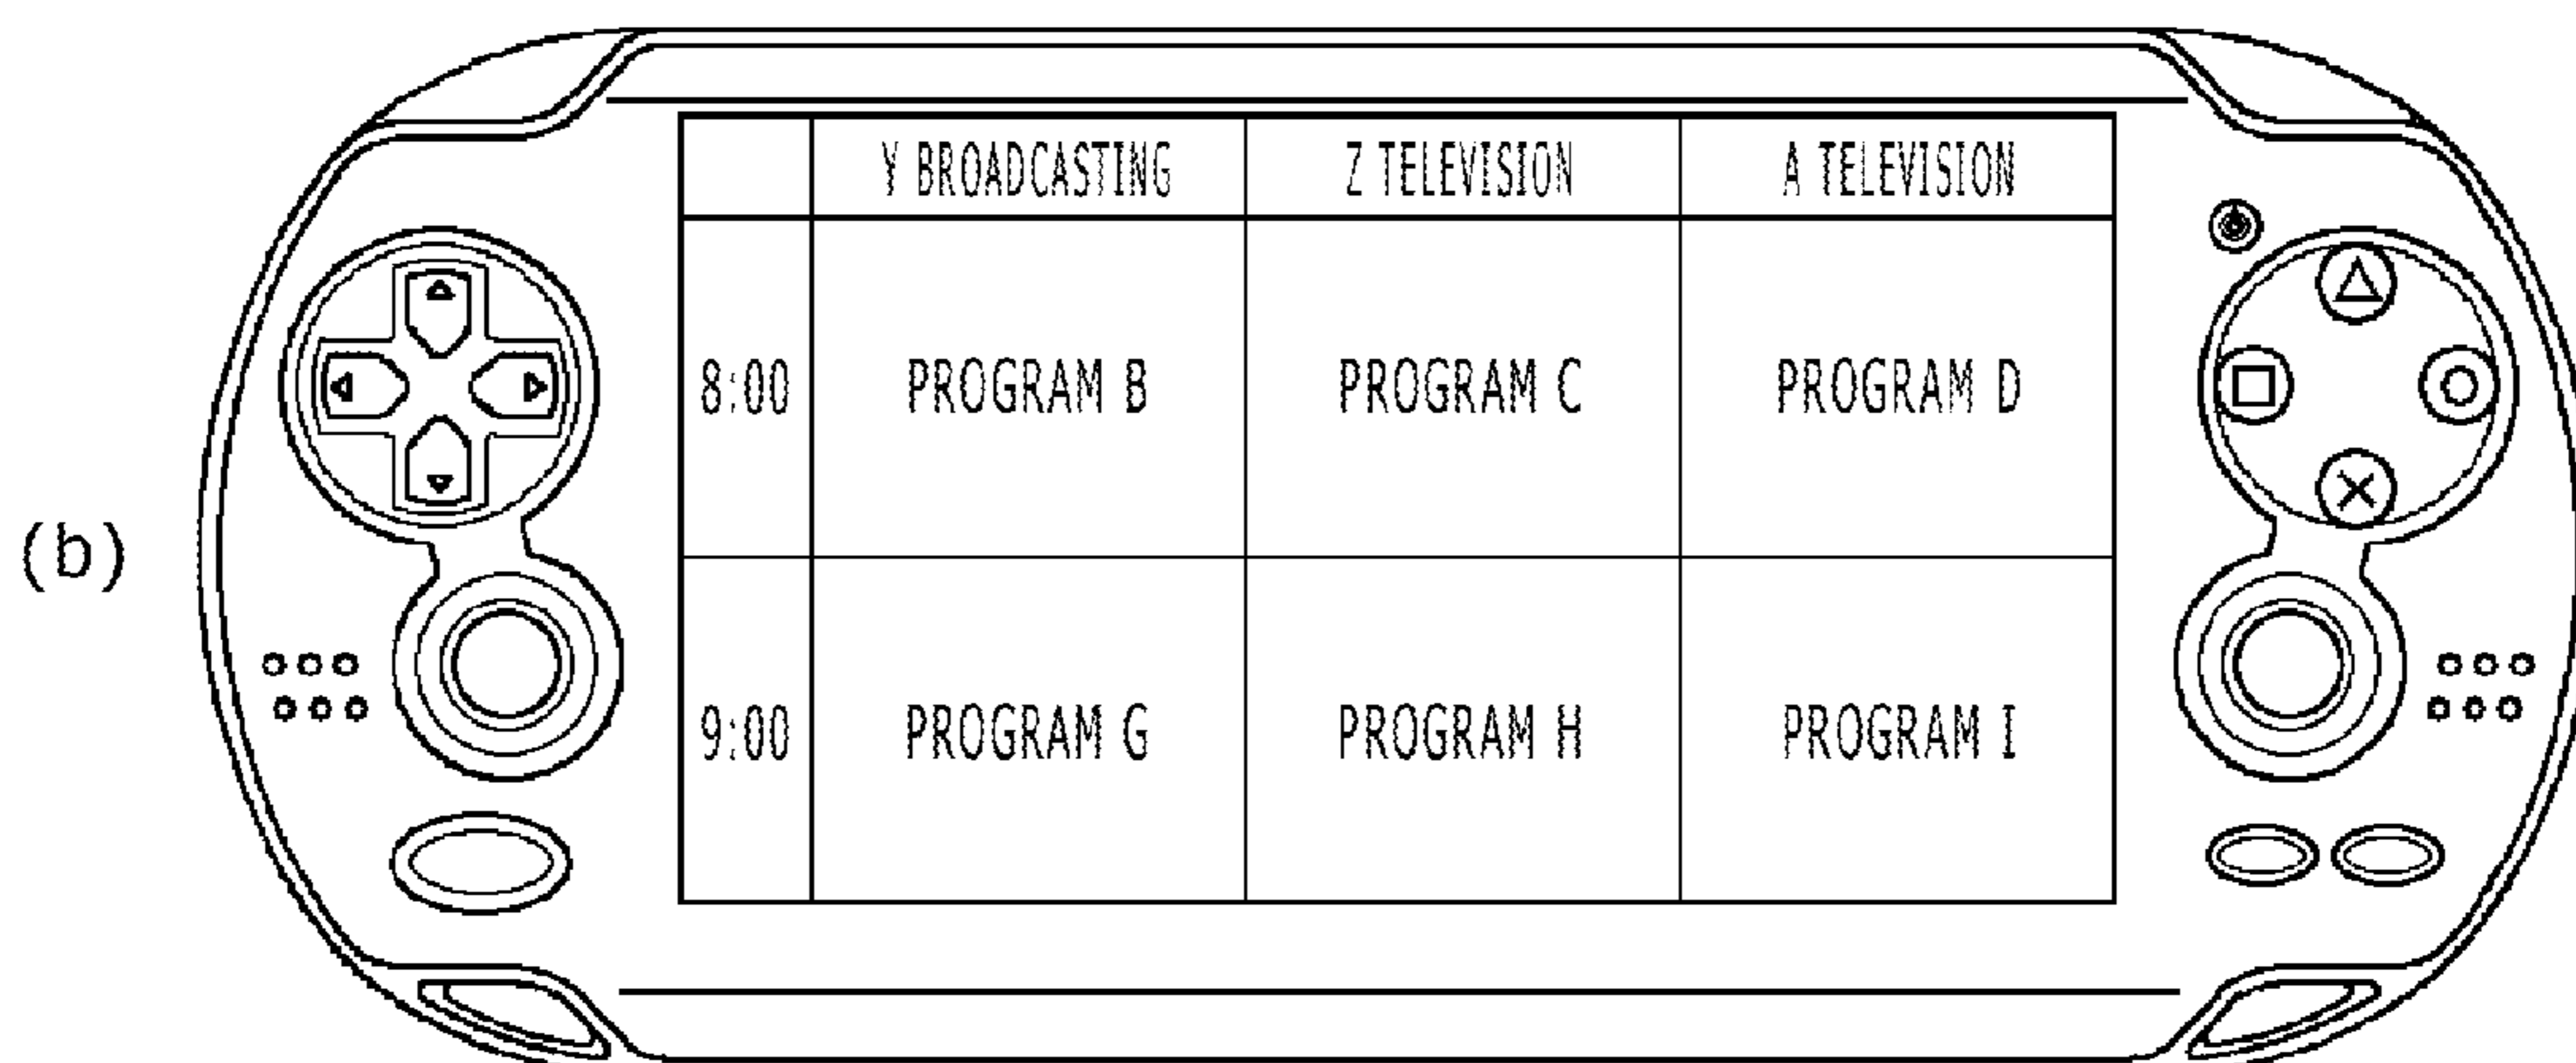 Y BROADCASTING Z TELEVISION A TELEVISION
8:00 PROGRAM B PROGRAM C PROGRAM D
(b)
9:00 PROGRAM G PROGRAM H PROGRAM I